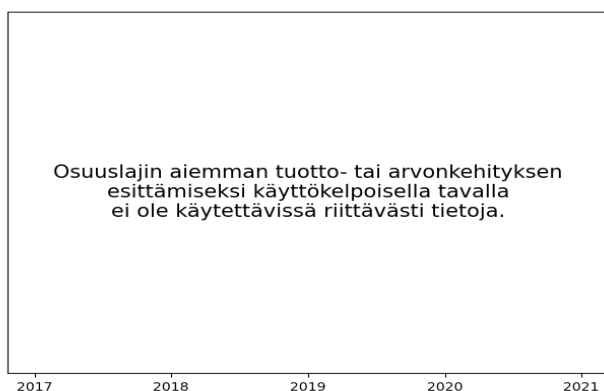 Osuuslajin aiemman tuotto- tai arvonkehityksen
esittämiseksi käyttökelpoisella tavalla
ei ole käytettävissä riittävästi tietoja.
2017 2018 2019 2020 2021